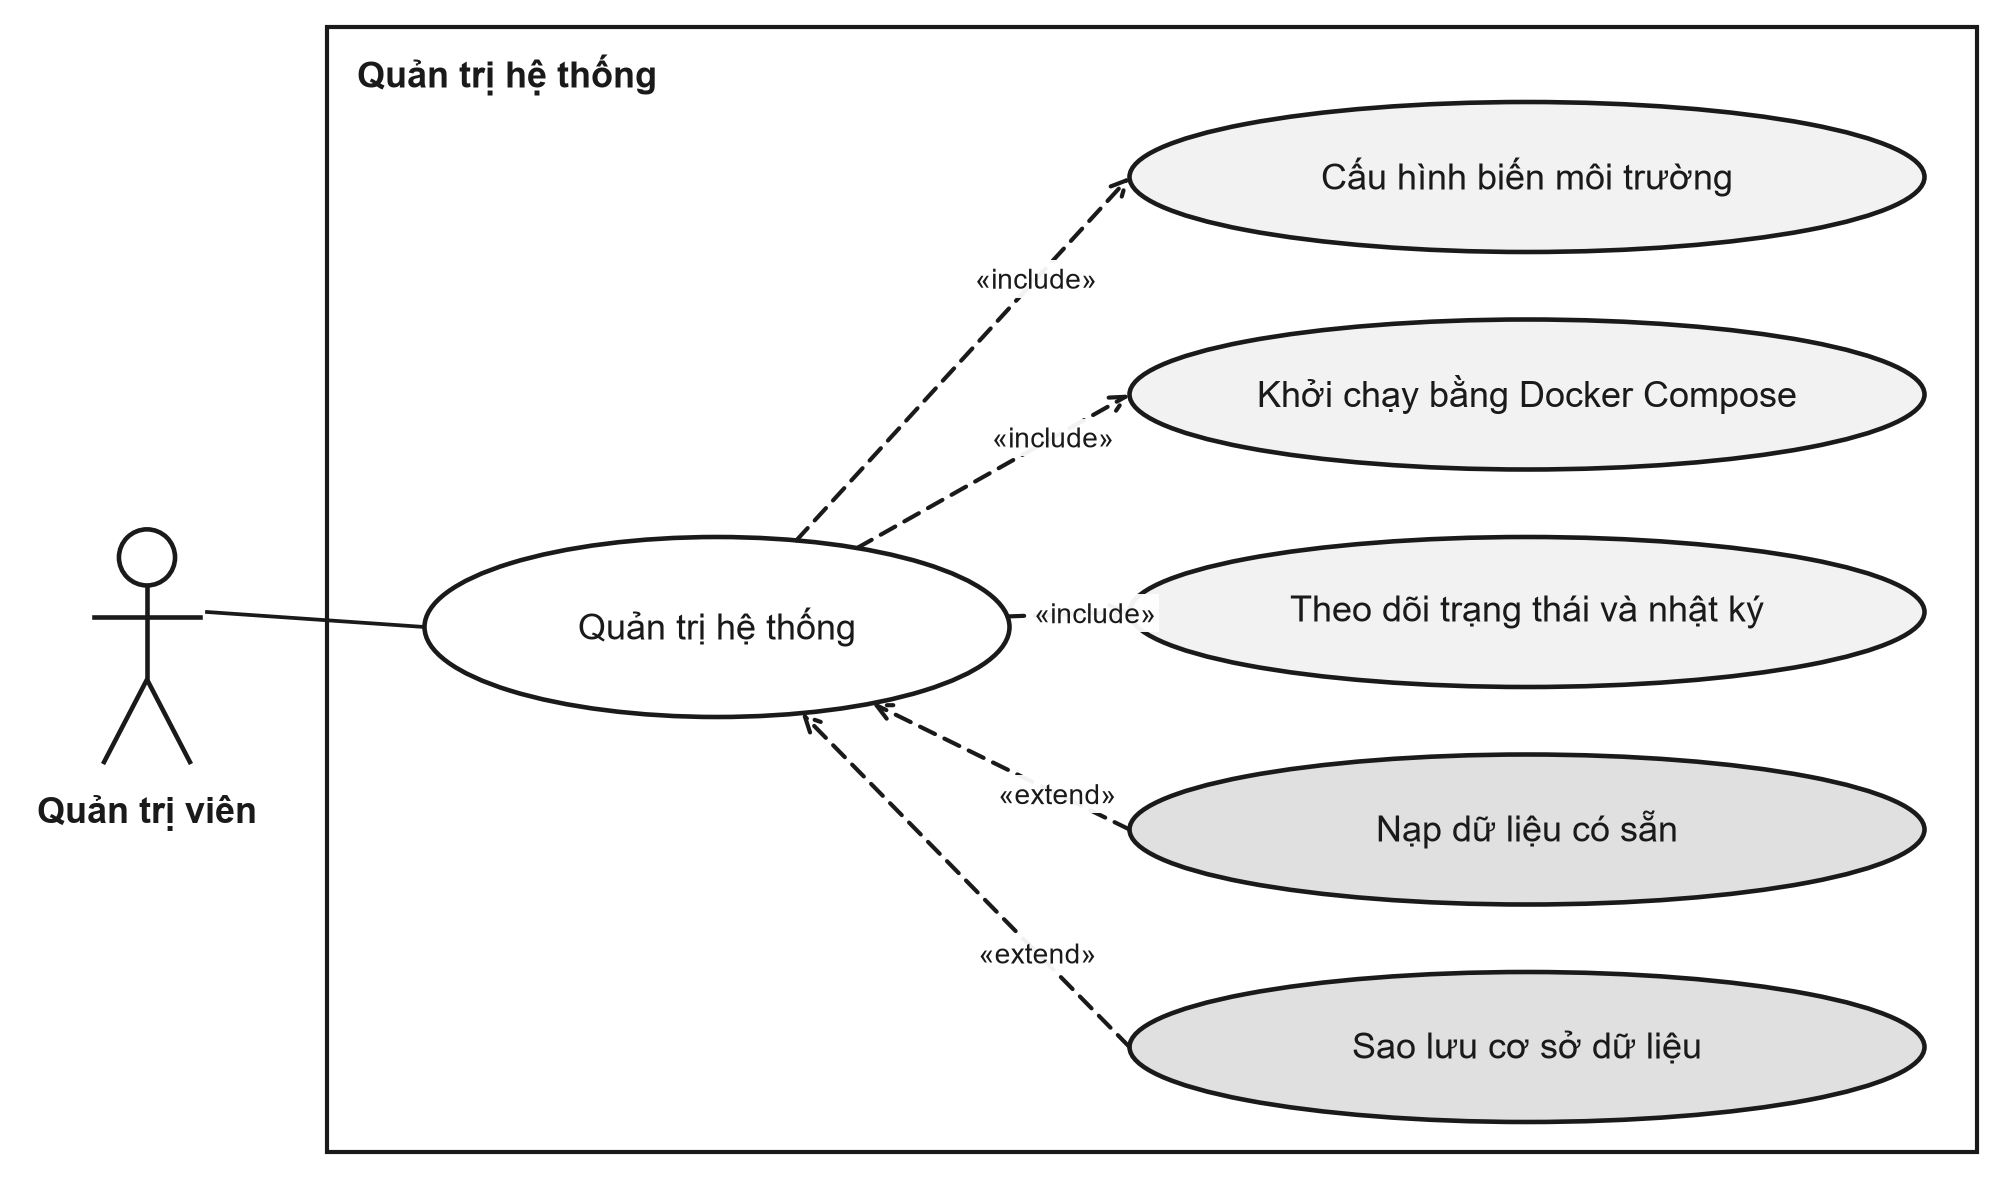 Quản trị hệ thống
Cấu hình biến môi trường
«include»
Khởi chạy bằng Docker Compose
«include»
Quản trị hệ thống
«include»
Theo dõi trạng thái và nhật ký
Quản trị viên
«extend»
Nạp dữ liệu có sẵn
«extend»
Sao lưu cơ sở dữ liệu